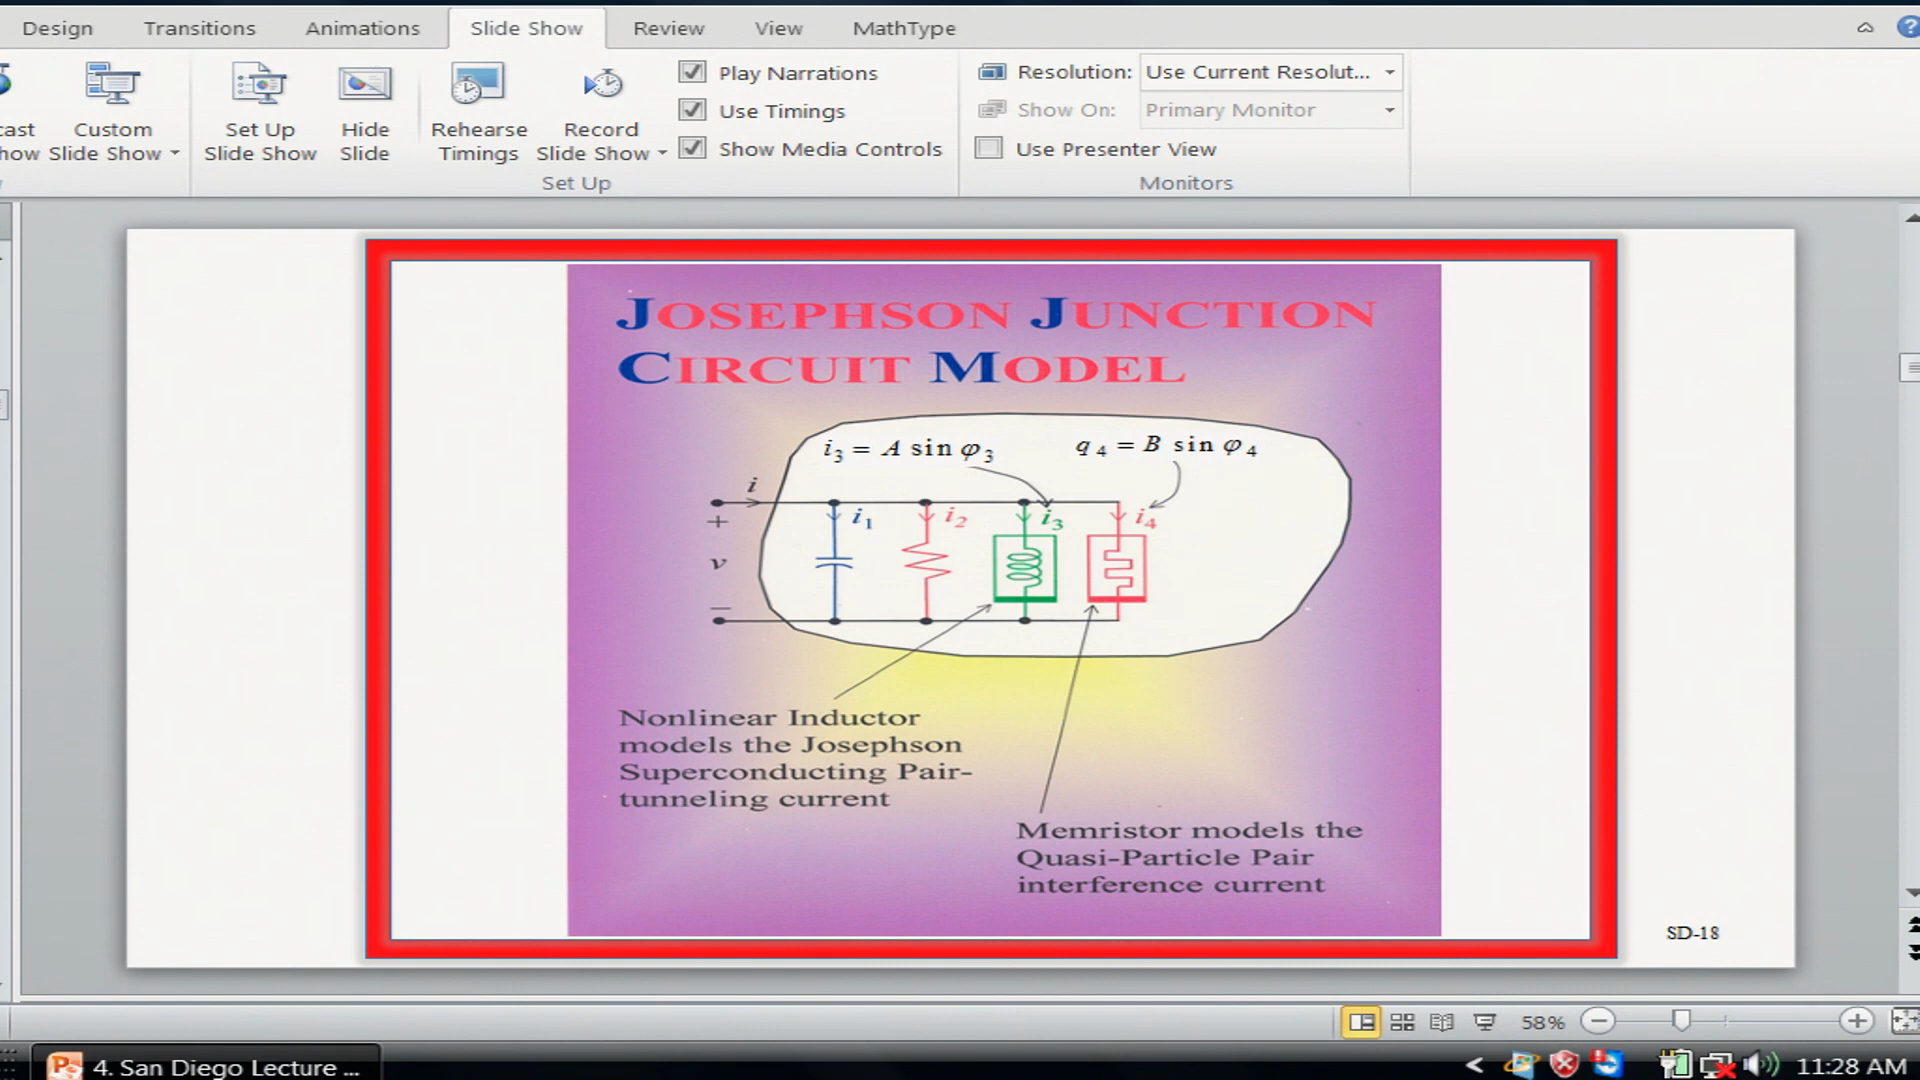 Design Transitions Animations Slide Show Review View MathType
Custom
Slide Show
Set Up
Slide Show
Hide
Slide
Rehearse
Timings
Record
Slide Show
Play Narrations
Use Timings
Show Media Controls
Set Up
Resolution: Use Current Resolut...
Show On: Primary Monitor
Use Presenter View
Monitors
JOSEPHSON JUNCTION
CIRCUIT MODEL
i3 = A sin φ3
q4 = B sin φ4
i
+
v
−
i1 i2 i3 i4
Nonlinear Inductor
models the Josephson
Superconducting Pair-
tunneling current
Memristor models the
Quasi-Particle Pair
interference current
SD-18
58%
4. San Diego Lecture ...
11:28 AM